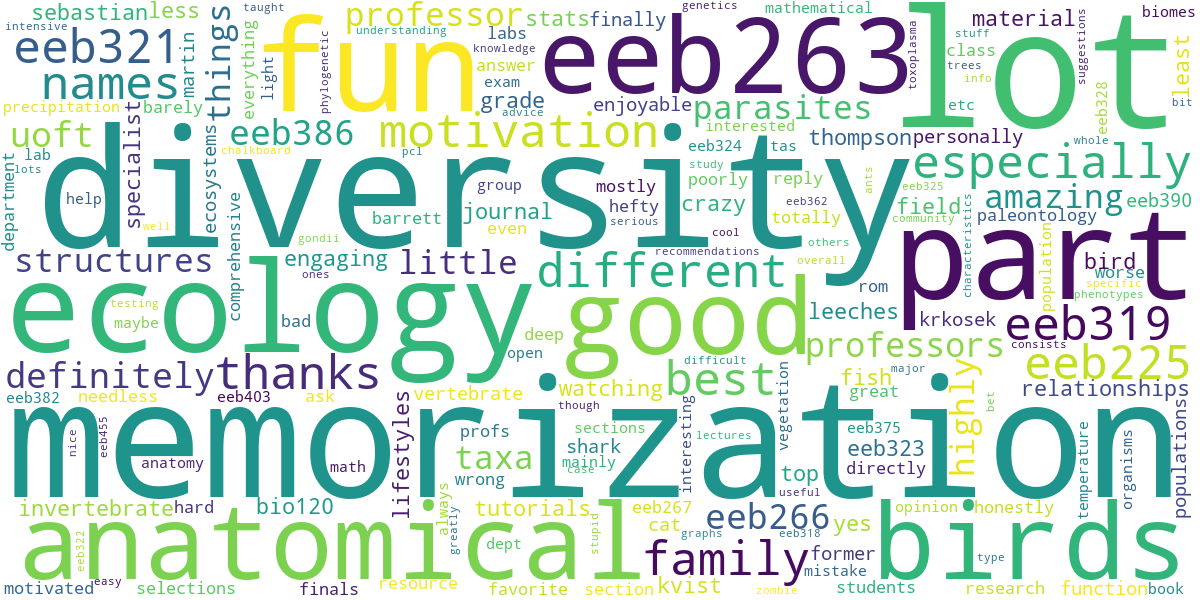 sebastian less professor stats finally taught understanding labs knowledge mathematical genetics material biomes
intensive eeb321 things everything light phylogenetic fun answer eeb263 lot class stuff suggestions
names martin exam grade advice enjoyable toxoplasma trees info least
precipitation barely parasites etc eeb328 bit
uoft eeb386 motivation interested thompson personally whole
department lab lots specialist ecosystems chalkboard pcl eeb324 tas especially
diversity study poorly reply ants
help group mostly hefty crazy eeb362 eeb325 field amazing eeb390
well comprehensive barrett journal even serious totally community characteristics paleontology
gondii cool others part population bird
structures engaging little recommendations overall worse specific
ones different rom phenotypes
ecology testing good leeches
maybe bad deep open krkosek eeb319
professors consists
definitely thanks difficult major eeb225
eeb382 needless eeb403 ask vertebrate watching best vegetation fish great highly bet relationships
lifestyles though interesting populations
memorization
nice eeb455 profs sections lectures eeb375 temperature organisms
anatomy math taxa shark mainly eeb323
wrong case top directly
useful
invertebrate hard bio120 always tutorials eeb267 opinion honestly
greatly cat eeb266 yes
anatomical stupid graphs eeb318 birds
eeb322 dept family former type
easy mistake
motivated selections finals resource favorite section kvist zombie students research function book